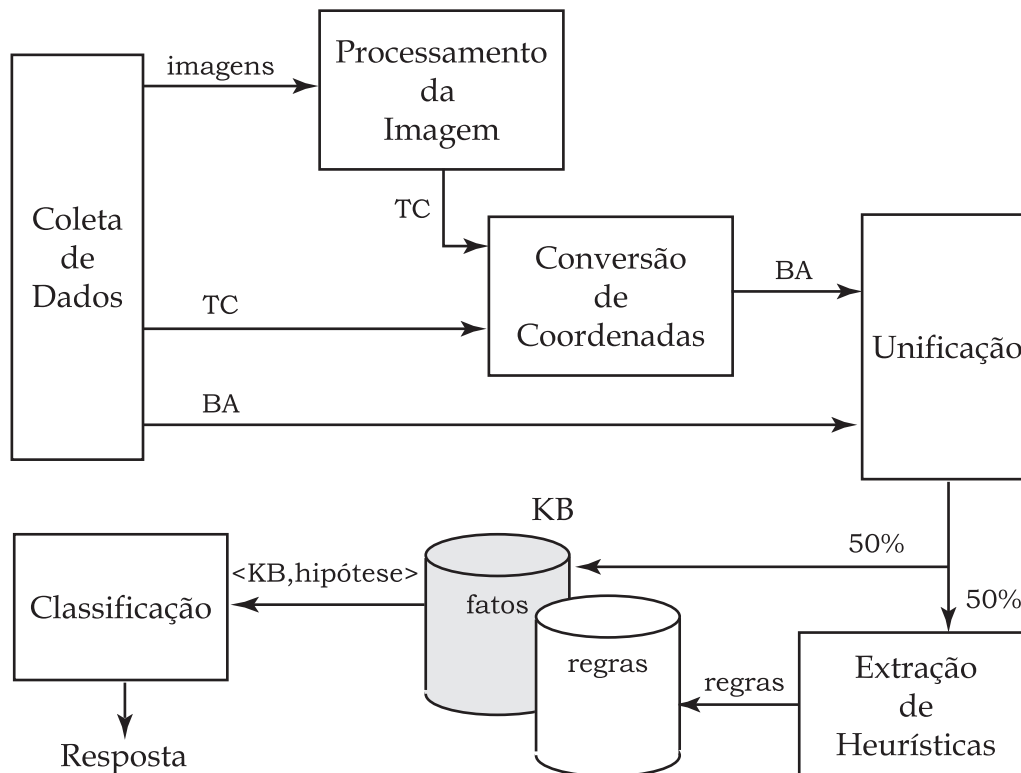 Processamento
da
Imagem
imagens
Coleta
de
Dados
TC
Conversão
de
Coordenadas
BA
Unificação
TC
BA
KB
50%
50%
Classificação
<KB,hipótese>
fatos
regras
regras
Extração
de
Heurísticas
Resposta